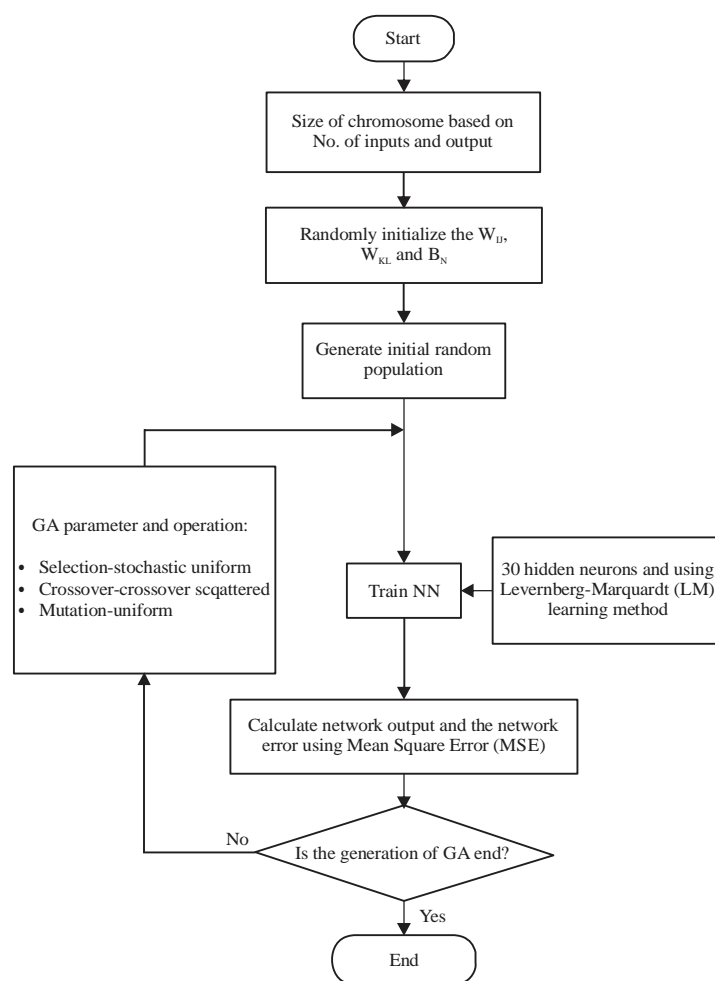 Start
Size of chromosome based on
No. of inputs and output
Randomly initialize the W_IJ,
W_KL and B_N
Generate initial random
population
GA parameter and operation:
• Selection-stochastic uniform
• Crossover-crossover scqattered
• Mutation-uniform
Train NN
30 hidden neurons and using
Levernberg-Marquardt (LM)
learning method
Calculate network output and the network
error using Mean Square Error (MSE)
No
Is the generation of GA end?
Yes
End